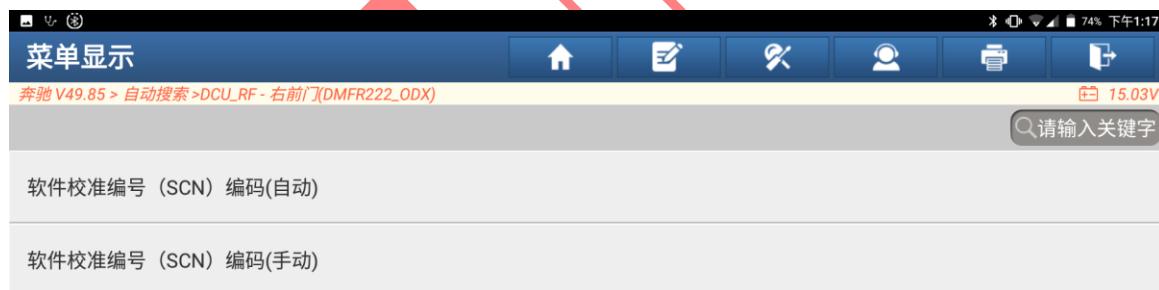 74% 下午1:17
菜单显示
奔驰 V49.85 > 自动搜索 >DCU_RF - 右前门(DMFR222_ODX) 15.03V
请输入关键字
软件校准编号（SCN）编码(自动)
软件校准编号（SCN）编码(手动)